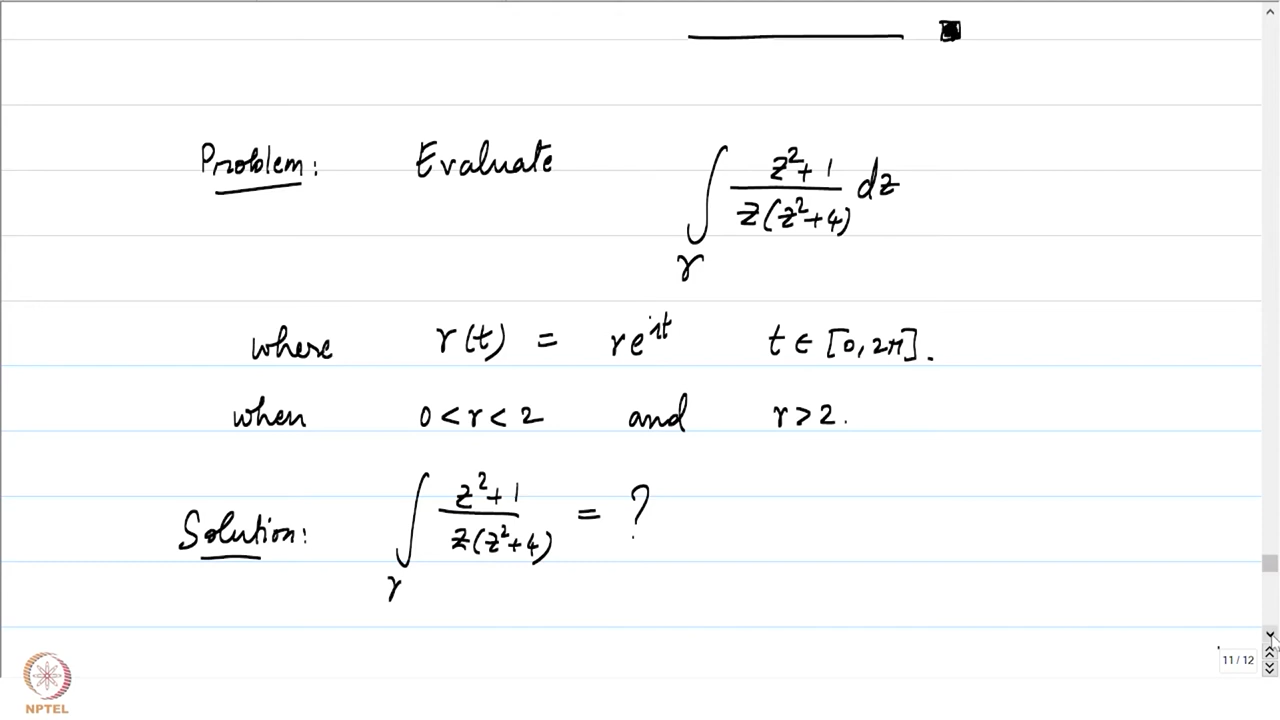 Problem: Evaluate ∫_γ (z²+1)/(z(z²+4)) dz
where γ(t) = re^{it} t ∈ [0, 2π].
when 0 < r < 2 and r > 2.
Solution: ∫_γ (z²+1)/(z(z²+4)) = ?
11 / 12
NPTEL